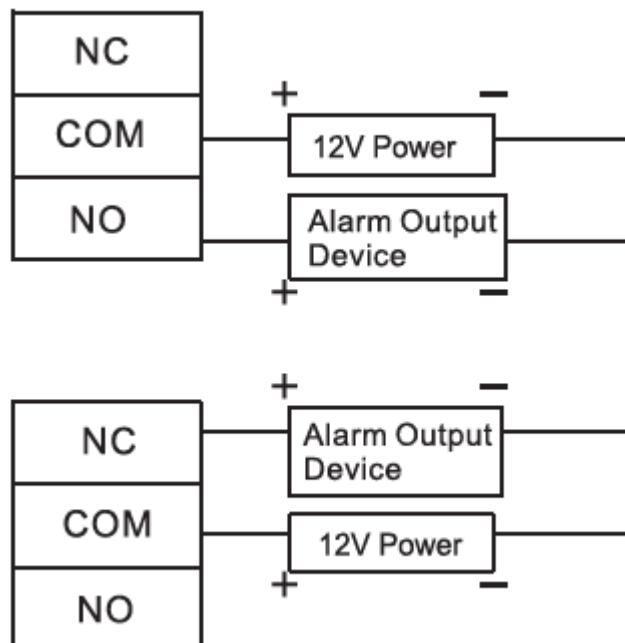 NC
+ −
COM
12V Power
NO
Alarm Output
Device
+ −
+ −
NC
Alarm Output
Device
COM
12V Power
+ −
NO